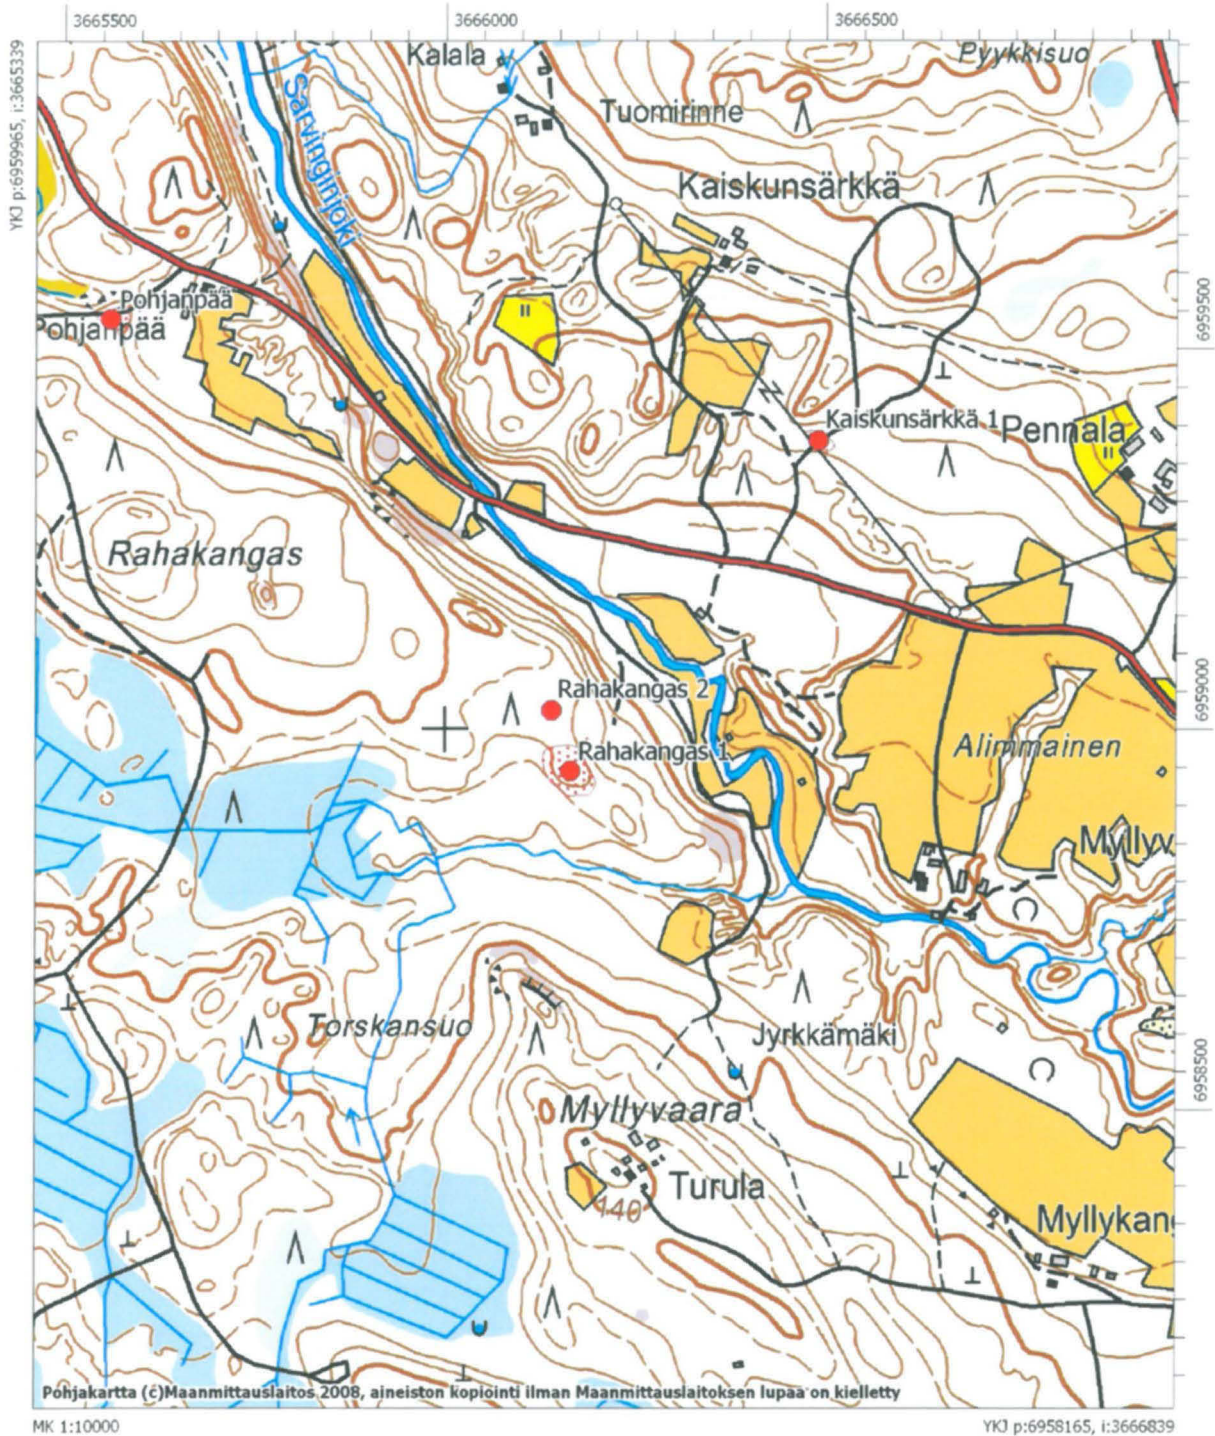 3665500
3666000
3666500
YKJ p:6959965, i:3665339
Kalala
Pyykkisuo
Tuomirinne
Sarvinginjoki
Kaiskunsärkkä
Pohjanpää
Pohjanpää
6959500
Kaiskunsärkkä 1
Pennala
Rahakangas
6959000
Rahakangas 2
Rahakangas 1
Alimmainen
Myllyv
Torskansuo
Jyrkkämäki
6958500
Myllyvaara
Turula
140
Myllykang
Pohjakartta (c)Maanmittauslaitos 2008, aineiston kopiointi ilman Maanmittauslaitoksen lupaa on kielletty
MK 1:10000
YKJ p:6958165, i:3666839